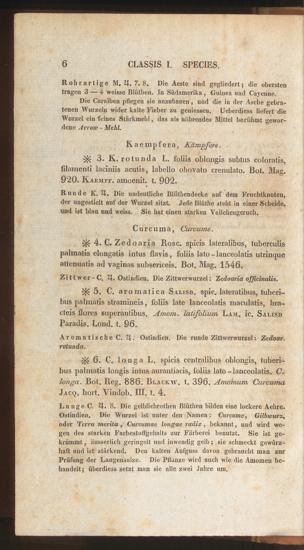 6 CLASSIS I. SPECIES.
Rohrartige M. ♃. 7. 8. Die Aeste sind gegliedert; die obersten
tragen 3 — 4 weisse Blüthen. In Südamerika, Guinea und Cayenne.
Die Caraiben pflegen sie anzubauen, und die in der Asche gebra-
tenen Wurzeln wider kalte Fieber zu geniessen. Ueberdiess liefert die
Wurzel ein feines Stärkmehl, das als nährendes Mittel berühmt gewor-
dene Arrow-Mehl.
Kaempfera, Kämpfere.
※ 3. K. rotunda L. foliis oblongis subtus coloratis,
filamenti laciniis acutis, labello obovato crenulato. Bot. Mag.
920. Kaempf. amoenit. t. 902.
Runde K. ♃. Die undeutliche Blüthendecke auf dem Fruchtknoten,
der ungestielt auf der Wurzel sitzt. Jede Blüthe steht in einer Scheide,
und ist blau und weiss. Sie hat einen starken Veilchengeruch.
Curcuma, Curcume.
※ 4. C. Zedoaria Rosc. spicis lateralibus, tuberculis
palmatis elongatis intus flavis, foliis lato-lanceolatis utrinque
attenuatis ad vaginas subsericeis. Bot. Mag. 1546.
Zittwer-C. ♃. Ostindien. Die Zittwerwurzel: Zedoaria officinalis.
※ 5. C. aromatica Salisb. spic. lateralibus, tuberi-
bus palmatis stramineis, foliis late lanceolatis maculatis, brac-
teis flores superantibus. Amom. latifolium Lam. ic. Salisb
Paradis. Lond. t. 96.
Aromatische C. ♃. Ostindien. Die runde Zittwerwurzel: Zedoar.
rotunda.
※ 6. C. longa L. spicis centralibus oblongis, tuberibus
palmatis longis intus aurantiacis, foliis lato-lanceolatis. C.
longa. Bot. Reg. 886. Blackw. t. 396. Amomum Curcuma
Jacq. hort. Vindob. III. t. 4.
Lange C. ♃. 8. Die gelblichrothen Blüthen bilden eine lockere Aehre.
Ostindien. Die Wurzel ist unter den Namen: Curcume, Gilbwurz,
oder Terra merita, Curcumae longae radix, bekannt, und wird we-
gen des starken Farbestoffgehalts zur Färberei benutzt. Sie ist ge-
krümmt, äusserlich geringelt und inwendig gelb; sie schmeckt gewürz-
haft und ist stärkend. Den kalten Aufguss davon gebraucht man zur
Prüfung der Laugensalze. Die Pflanze wird auch wie die Amomen be-
handelt; überdiess setzt man sie alle zwei Jahre um.